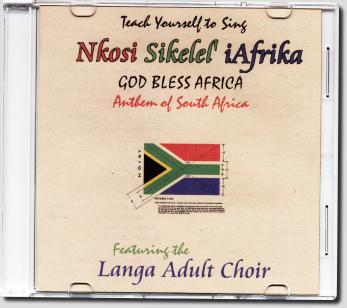 Teach Yourself to Sing
Nkosi Sikelel' iAfrika
GOD BLESS AFRICA
Anthem of South Africa
Featuring the
Langa Adult Choir